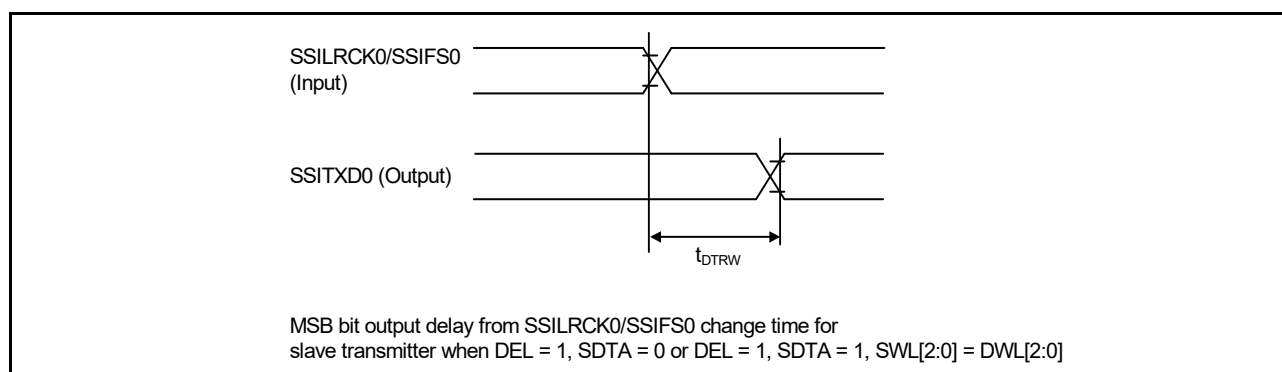 SSILRCK0/SSIFS0
(Input)
SSITXD0 (Output)
tDTRW
MSB bit output delay from SSILRCK0/SSIFS0 change time for
slave transmitter when DEL = 1, SDTA = 0 or DEL = 1, SDTA = 1, SWL[2:0] = DWL[2:0]